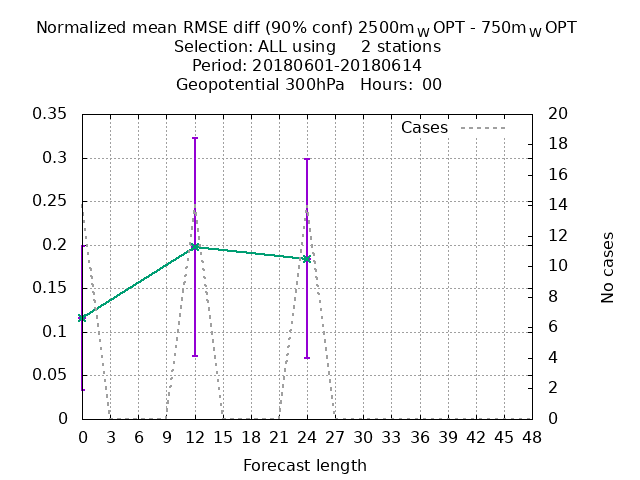 Normalized mean RMSE diff (90% conf) 2500m_W OPT - 750m_W OPT
Selection: ALL using 2 stations
Period: 20180601-20180614
Geopotential 300hPa Hours: 00
Cases
0.35
0.3
0.25
0.2
0.15
0.1
0.05
0
20
18
16
14
12
10
8
6
4
2
0
No cases
0 3 6 9 12 15 18 21 24 27 30 33 36 39 42 45 48
Forecast length